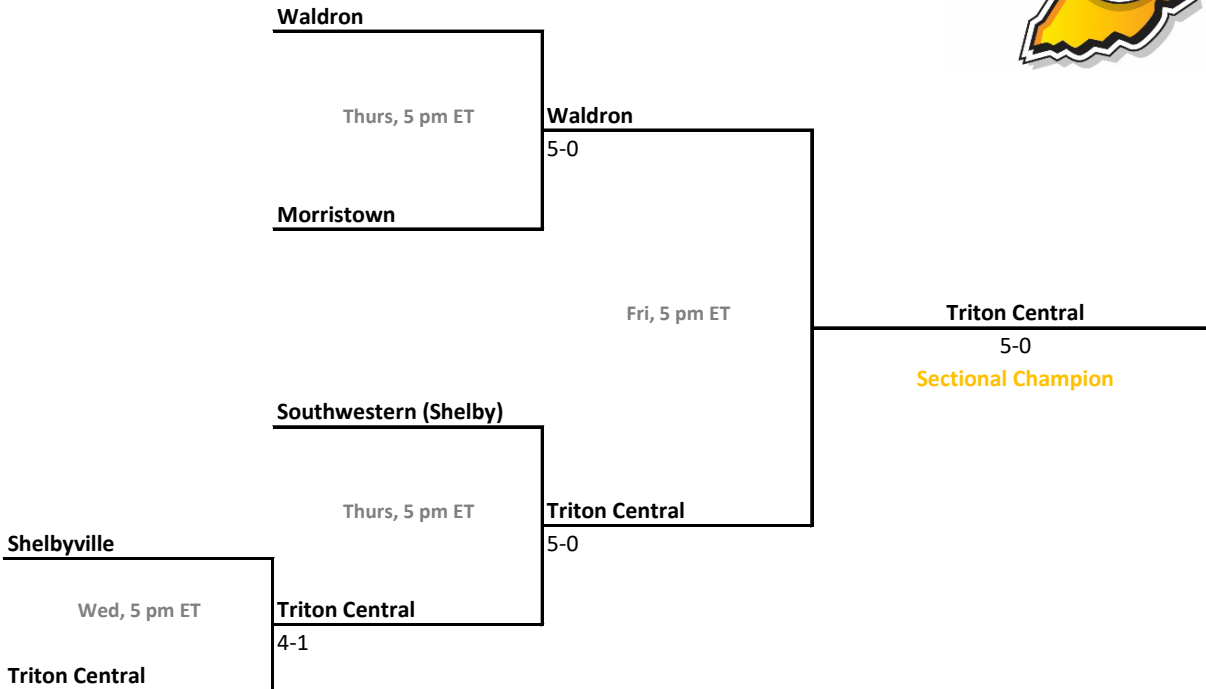 Waldron
Thurs, 5 pm ET
Waldron
5-0
Morristown
Fri, 5 pm ET
Triton Central
5-0
Sectional Champion
Southwestern (Shelby)
Thurs, 5 pm ET
Triton Central
5-0
Shelbyville
Wed, 5 pm ET
Triton Central
4-1
Triton Central